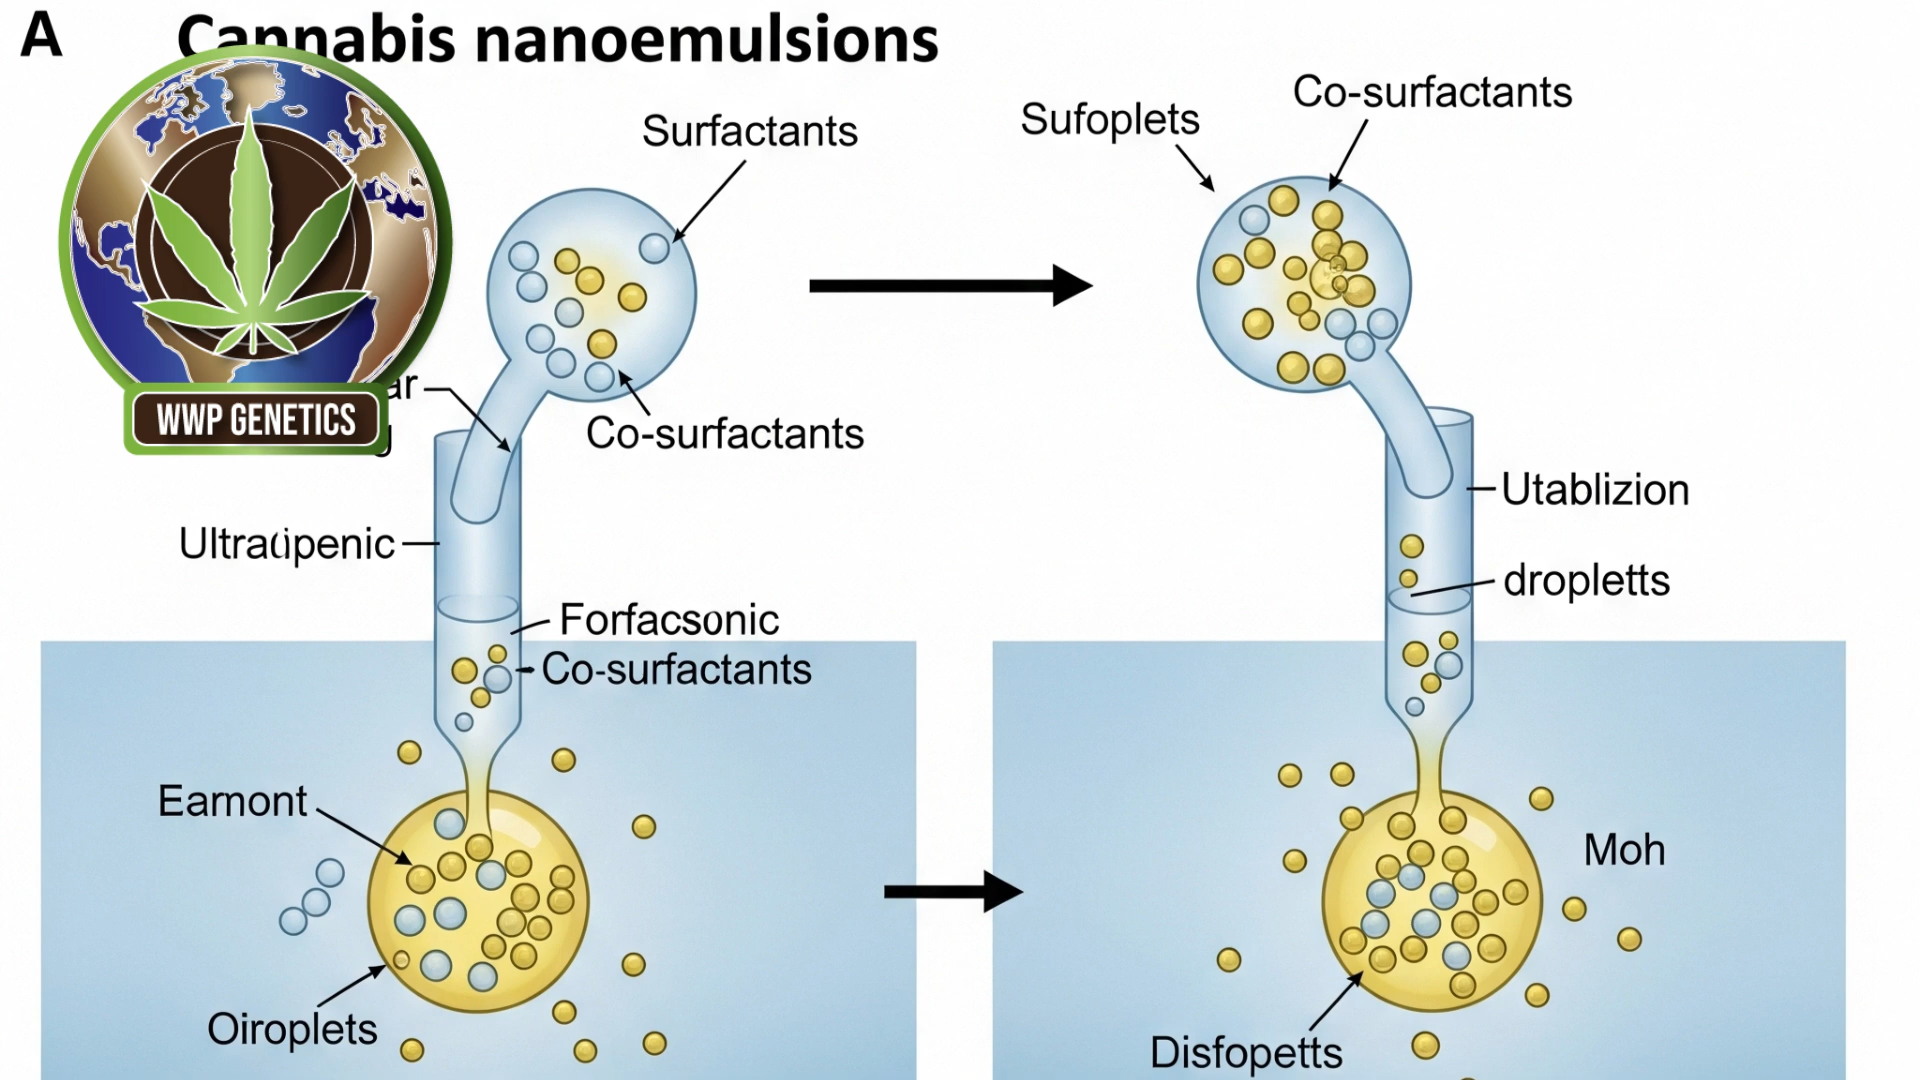 A
Cannabis nanoemulsions
Surfactants
Sufoplets
Co-surfactants
WWP GENETICS
Co-surfactants
Utablizion
Ultraüpenic
dropletts
Forfacsonic
Co-surfactants
Eamont
Moh
Oiroplets
Disfopetts